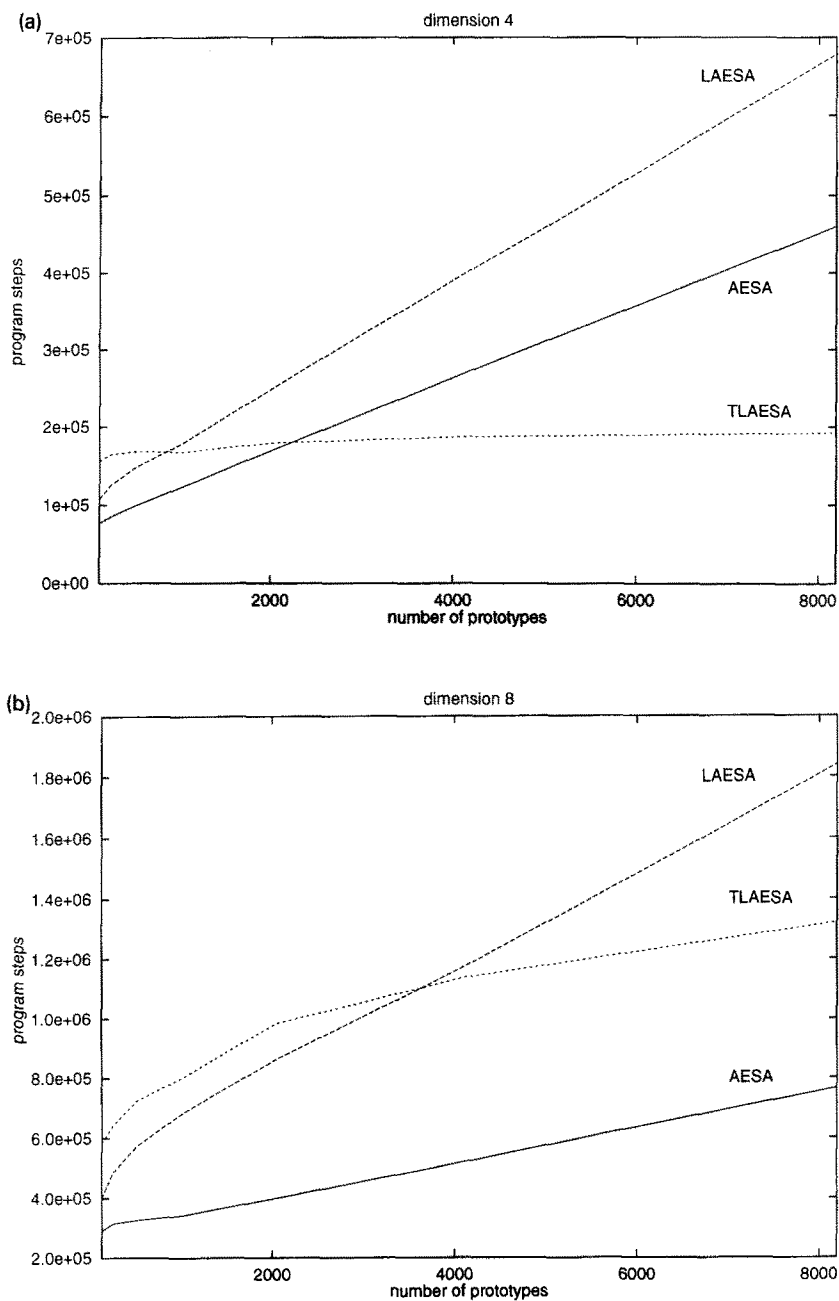 (a)
dimension 4
7e+05
6e+05
5e+05
4e+05
3e+05
2e+05
1e+05
0e+00
program steps
LAESA
AESA
TLAESA
2000
4000
6000
8000
number of prototypes
(b)
dimension 8
2.0e+06
1.8e+06
1.6e+06
1.4e+06
1.2e+06
1.0e+06
8.0e+05
6.0e+05
4.0e+05
2.0e+05
program steps
LAESA
TLAESA
AESA
2000
4000
6000
8000
number of prototypes